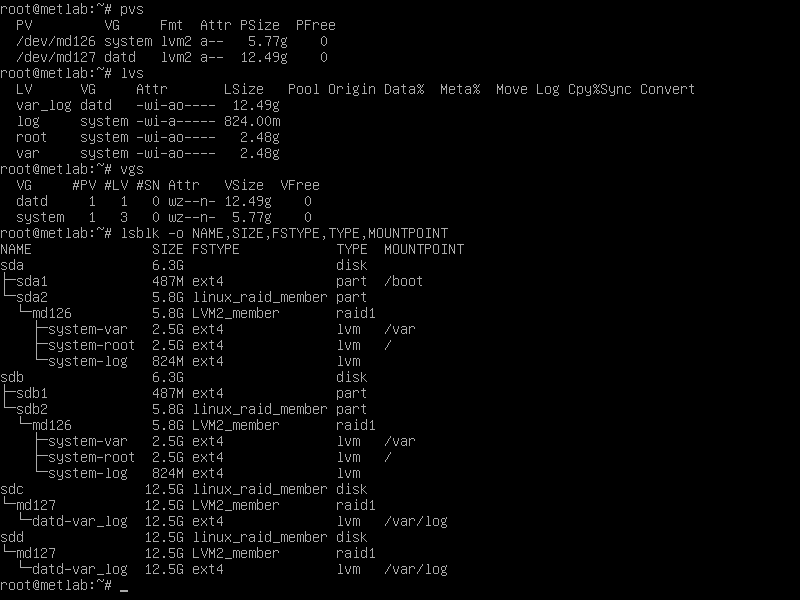 root@metlab:~# pvs
  PV         VG     Fmt  Attr PSize  PFree
  /dev/md126 system lvm2 a--   5.77g    0
  /dev/md127 datd   lvm2 a--  12.49g    0
root@metlab:~# lvs
  LV      VG     Attr       LSize   Pool Origin Data%  Meta%  Move Log Cpy%Sync Convert
  var_log datd   -wi-ao----  12.49g
  log     system -wi-a----- 824.00m
  root    system -wi-ao----   2.48g
  var     system -wi-ao----   2.48g
root@metlab:~# vgs
  VG     #PV #LV #SN Attr   VSize  VFree
  datd     1   1   0 wz--n- 12.49g    0
  system   1   3   0 wz--n-  5.77g    0
root@metlab:~# lsblk -o NAME,SIZE,FSTYPE,TYPE,MOUNTPOINT
NAME               SIZE FSTYPE            TYPE  MOUNTPOINT
sda                6.3G                   disk
├─sda1             487M ext4              part  /boot
└─sda2             5.8G linux_raid_member part
  └─md126          5.8G LVM2_member       raid1
    ├─system-var   2.5G ext4              lvm   /var
    ├─system-root  2.5G ext4              lvm   /
    └─system-log   824M ext4              lvm
sdb                6.3G                   disk
├─sdb1             487M ext4              part
└─sdb2             5.8G linux_raid_member part
  └─md126          5.8G LVM2_member       raid1
    ├─system-var   2.5G ext4              lvm   /var
    ├─system-root  2.5G ext4              lvm   /
    └─system-log   824M ext4              lvm
sdc               12.5G linux_raid_member disk
└─md127           12.5G LVM2_member       raid1
  └─datd-var_log  12.5G ext4              lvm   /var/log
sdd               12.5G linux_raid_member disk
└─md127           12.5G LVM2_member       raid1
  └─datd-var_log  12.5G ext4              lvm   /var/log
root@metlab:~# _